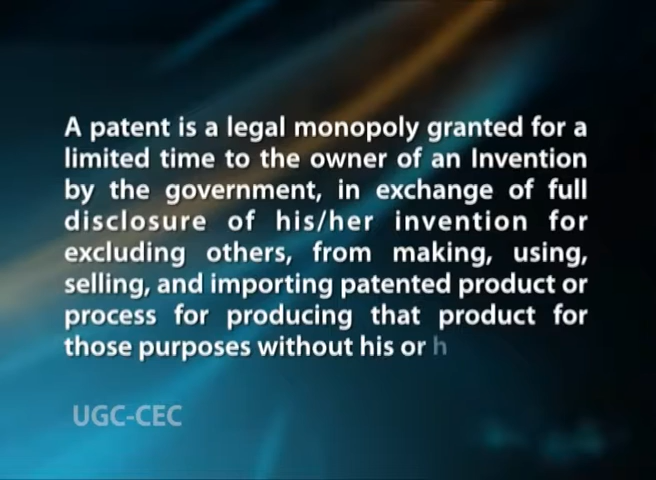 A patent is a legal monopoly granted for a
limited time to the owner of an Invention
by the government, in exchange of full
disclosure of his/her invention for
excluding others, from making, using,
selling, and importing patented product or
process for producing that product for
those purposes without his or h
UGC-CEC